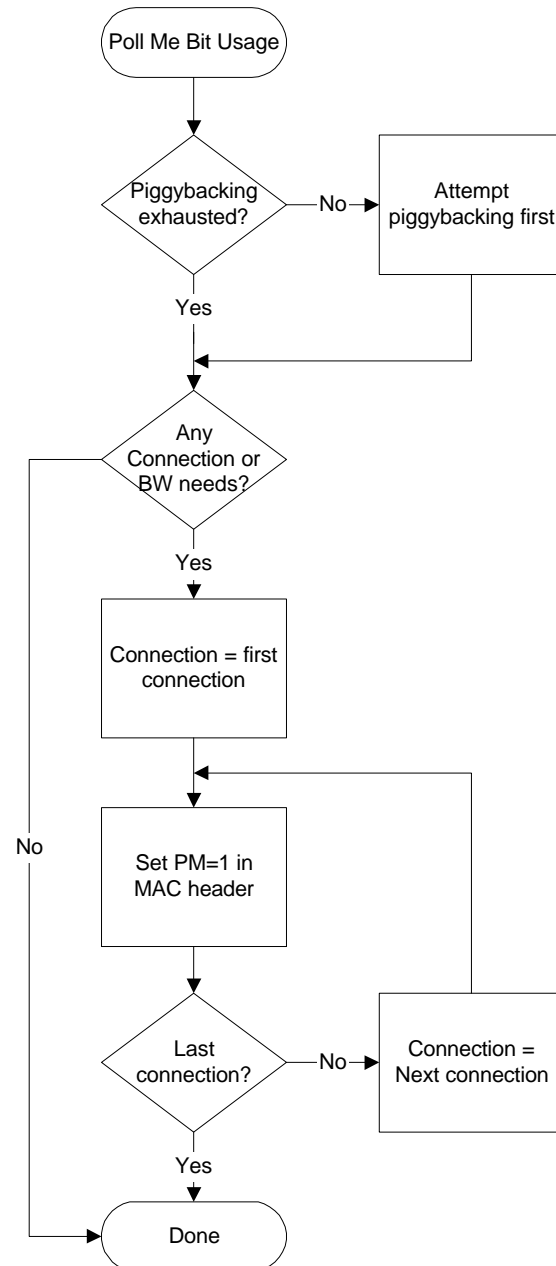 Poll Me Bit Usage
Piggybacking
exhausted?
No
Attempt
piggybacking first
Yes
Any
Connection or
BW needs?
Yes
Connection = first
connection
No
Set PM=1 in
MAC header
Last
connection?
No
Connection =
Next connection
Yes
Done